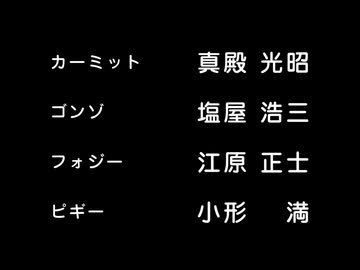 カーミット 真殿 光昭
ゴンゾ 塩屋 浩三
フォジー 江原 正士
ピギー 小形 満